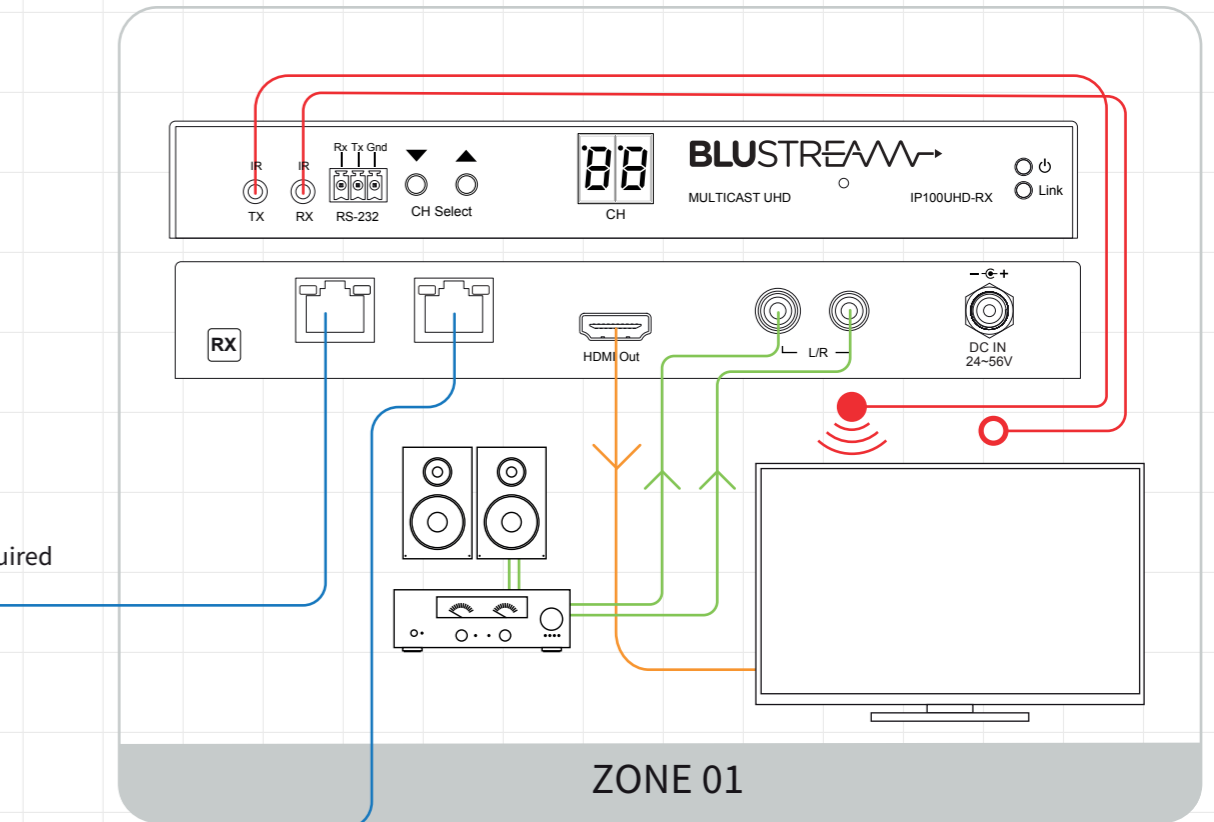 Rx Tx Gnd
IR
IR
TX
RX
RS-232
CH Select
88
CH
BLUSTREAM
MULTICAST UHD
IP100UHD-RX
Link
RX
HDMI Out
L/R
DC IN
24~56V
uired
ZONE 01